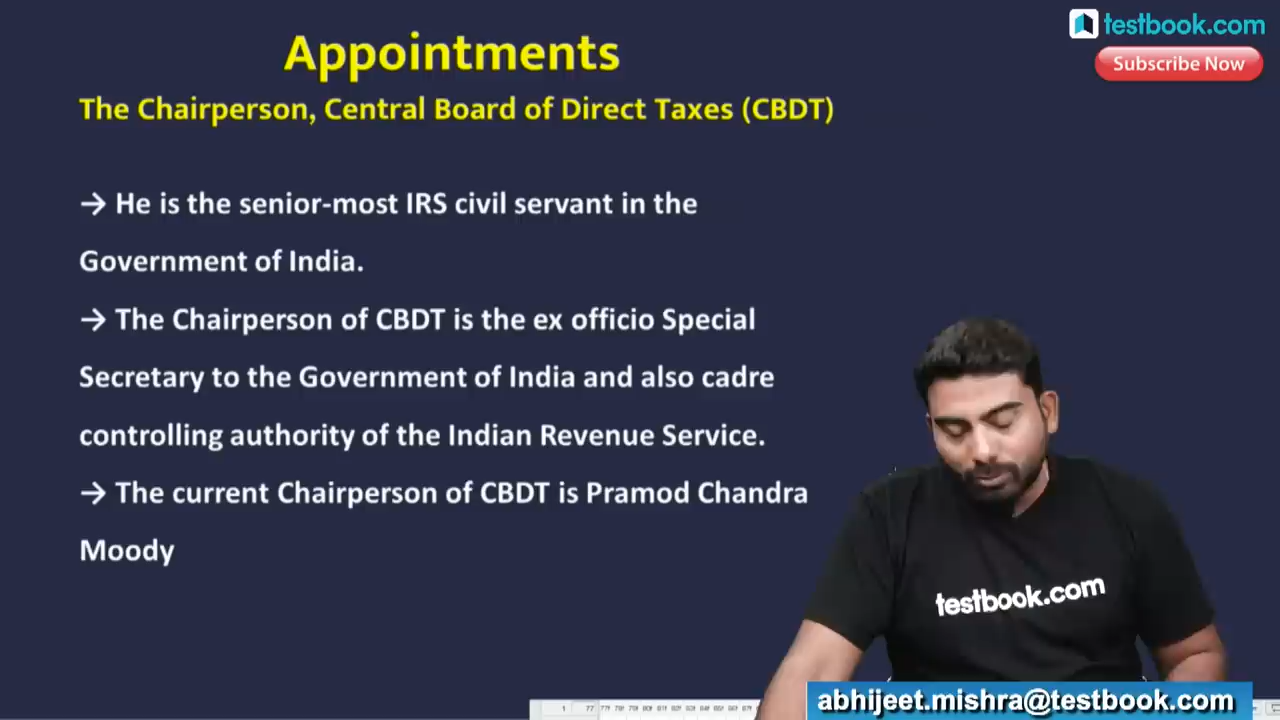 testbook.com
Subscribe Now
Appointments
The Chairperson, Central Board of Direct Taxes (CBDT)
→ He is the senior-most IRS civil servant in the
Government of India.
→ The Chairperson of CBDT is the ex officio Special
Secretary to the Government of India and also cadre
controlling authority of the Indian Revenue Service.
→ The current Chairperson of CBDT is Pramod Chandra
Moody
testbook.com
abhijeet.mishra@testbook.com